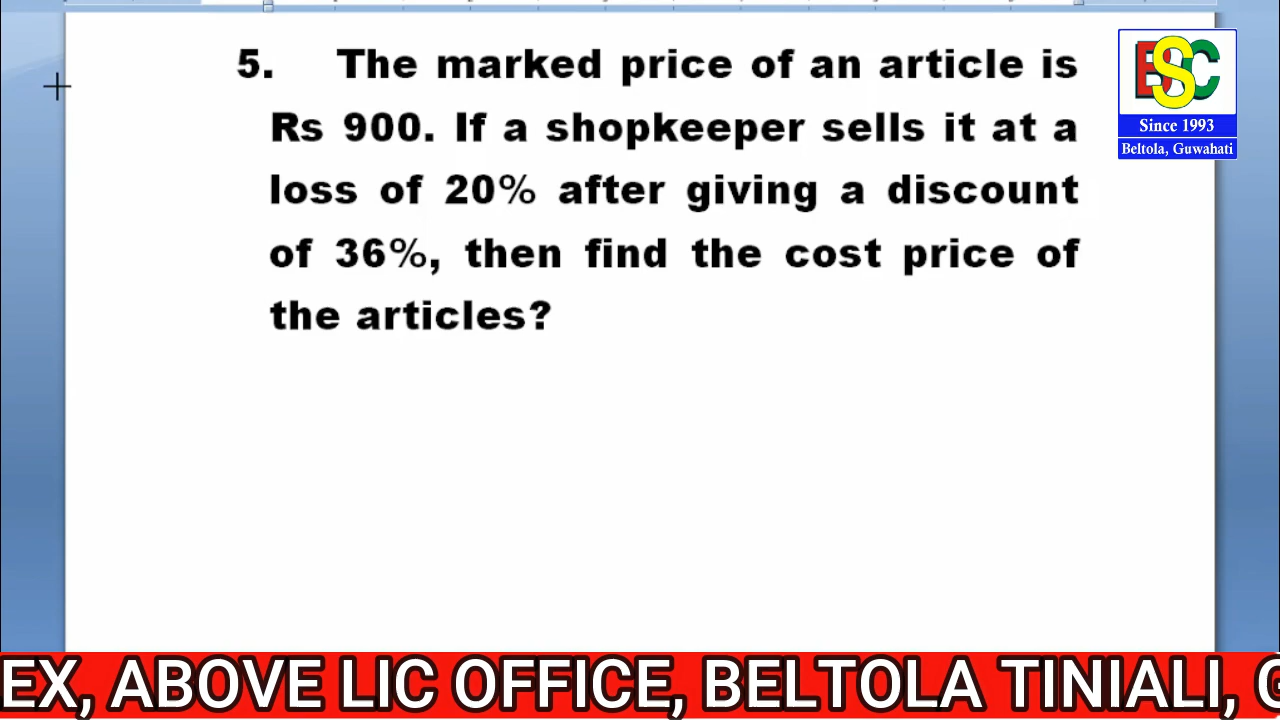 5. The marked price of an article is
Rs 900. If a shopkeeper sells it at a
loss of 20% after giving a discount
of 36%, then find the cost price of
the articles?
BSC
Since 1993
Beltola, Guwahati
EX, ABOVE LIC OFFICE, BELTOLA TINIALI, G